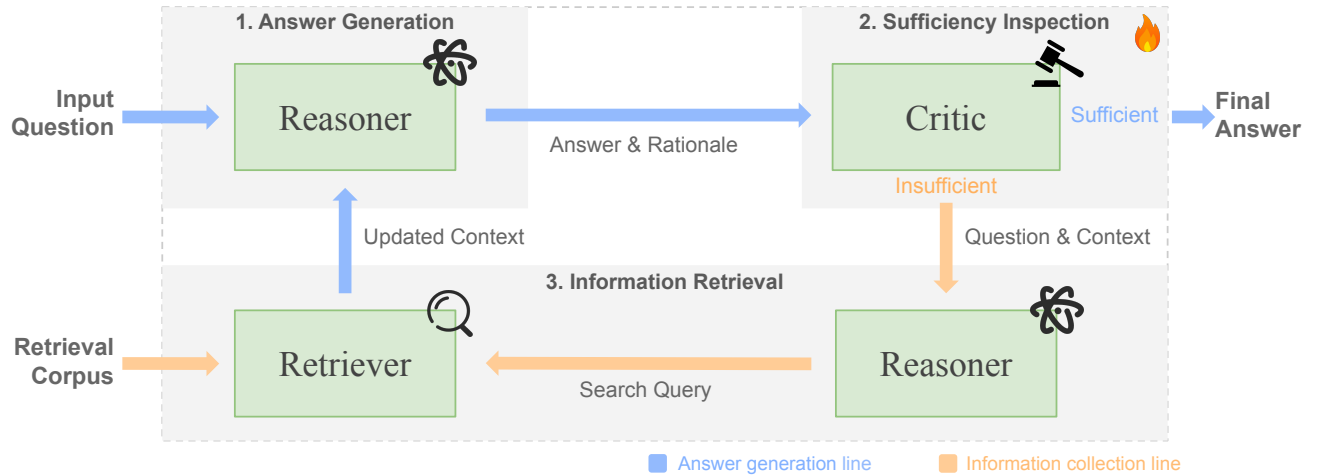 1. Answer Generation
2. Sufficiency Inspection
Input
Question
Reasoner
Answer & Rationale
Critic
Sufficient
Final
Answer
Insufficient
Updated Context
Question & Context
3. Information Retrieval
Retrieval
Corpus
Retriever
Search Query
Reasoner
Answer generation line
Information collection line